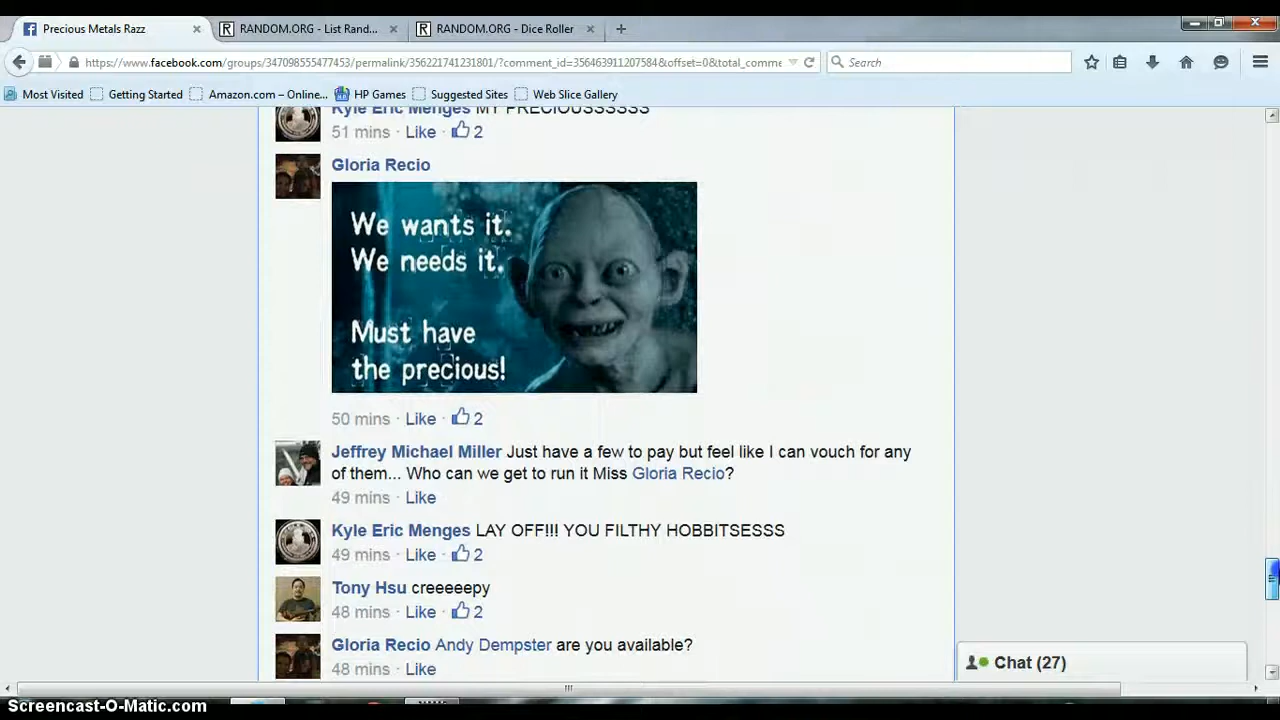 Precious Metals Razz
RANDOM.ORG - List Rand...
RANDOM.ORG - Dice Roller
https://www.facebook.com/groups/347098555477453/permalink/356221741231801/?comment_id=356463911207584&offset=0&total_comme
Search
Most Visited
Getting Started
Amazon.com – Online...
HP Games
Suggested Sites
Web Slice Gallery
Kyle Eric Menges MY PRECIOUSSSSSS
51 mins · Like · 2
Gloria Recio
We wants it.
We needs it.
Must have
the precious!
50 mins · Like · 2
Jeffrey Michael Miller Just have a few to pay but feel like I can vouch for any
of them... Who can we get to run it Miss Gloria Recio?
49 mins · Like
Kyle Eric Menges LAY OFF!!! YOU FILTHY HOBBITSESSS
49 mins · Like · 2
Tony Hsu creeeeepy
48 mins · Like · 2
Gloria Recio Andy Dempster are you available?
48 mins · Like
Chat (27)
Screencast-O-Matic.com